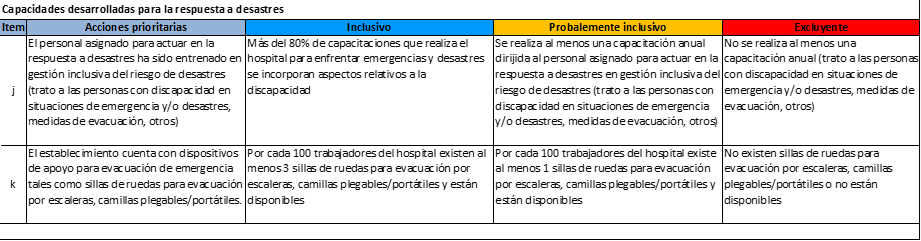 Capacidades desarrolladas para la respuesta a desastres
Item
Acciones prioritarias
Inclusivo
Probalemente inclusivo
Excluyente
j
El personal asignado para actuar en la
respuesta a desastres ha sido entrenado en
gestión inclusiva del riesgo de desastres
(trato a las personas con discapacidad en
situaciones de emergencia y/o desastres,
medidas de evacuación, otros)
Más del 80% de capacitaciones que realiza el
hospital para enfrentar emergencias y desastres
se incorporan aspectos relativos a la
discapacidad
Se realiza al menos una capacitación anual
dirijida al personal asignado para actuar en la
respuesta a desastres en gestión inclusiva del
riesgo de desastres (trato a las personas con
discapacidad en situaciones de emergencia
y/o desastres, medidas de evacuación, otros)
No se realiza al menos una
capacitación anual (trato a las personas
con discapacidad en situaciones de
emergencia y/o desastres, medidas de
evacuación, otros)
k
El establecimiento cuenta con dispositivos
de apoyo para evacuación de emergencia
tales como sillas de ruedas para evacuación
por escaleras, camillas plegables/portátiles.
Por cada 100 trabajadores del hospital existen al
menos 3 sillas de ruedas para evacuación por
escaleras, camillas plegables/portátiles y están
disponibles
Por cada 100 trabajadores del hospital existe
al menos 1 sillas de ruedas para evacuación
por escaleras, camillas plegables/portátiles y
están disponibles
No existen sillas de ruedas para
evacuación por escaleras, camillas
plegables/portátiles o no están
disponibles